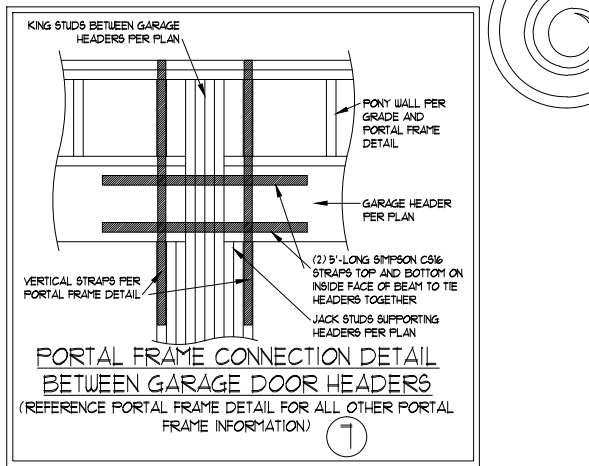 KING STUDS BETWEEN GARAGE
HEADERS PER PLAN
PONY WALL PER
GRADE AND
PORTAL FRAME
DETAIL
GARAGE HEADER
PER PLAN
(2) 5'-LONG SIMPSON CS16
STRAPS TOP AND BOTTOM ON
INSIDE FACE OF BEAM TO TIE
HEADERS TOGETHER
VERTICAL STRAPS PER
PORTAL FRAME DETAIL
JACK STUDS SUPPORTING
HEADERS PER PLAN
PORTAL FRAME CONNECTION DETAIL
BETWEEN GARAGE DOOR HEADERS
(REFERENCE PORTAL FRAME DETAIL FOR ALL OTHER PORTAL
FRAME INFORMATION)
7